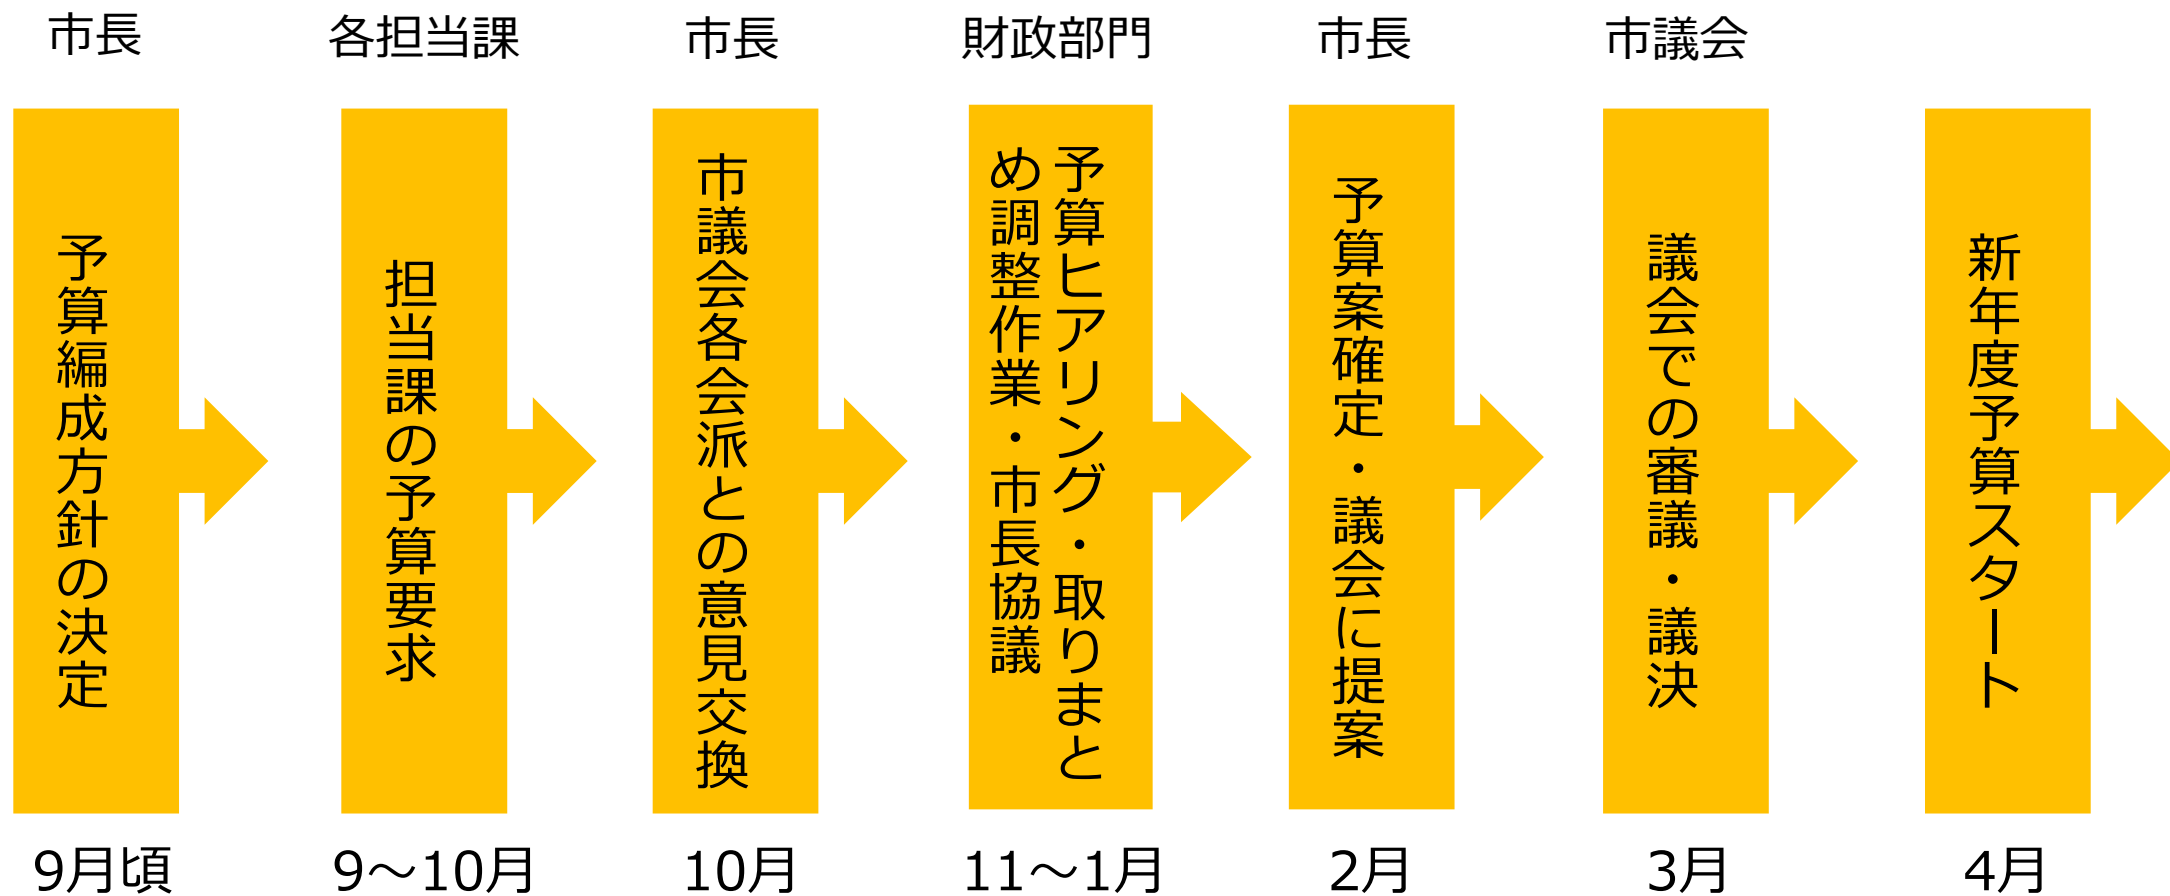 市長
予算編成方針の決定
9月頃
各担当課
担当課の予算要求
9～10月
市長
市議会各会派との意見交換
10月
財政部門
予算ヒアリング・取りまと
め調整作業・市長協議
11～1月
市長
予算案確定・議会に提案
2月
市議会
議会での審議・議決
3月
新年度予算スタート
4月